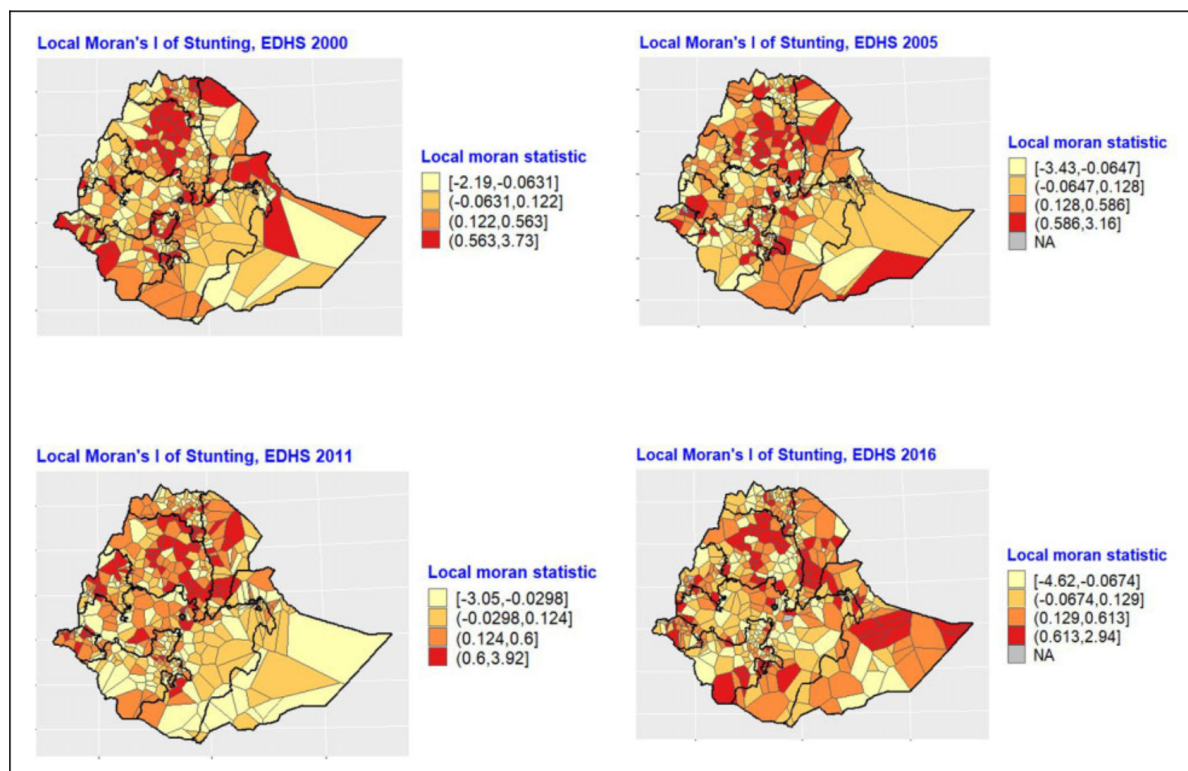 Local Moran's I of Stunting, EDHS 2000
Local moran statistic
[-2.19,-0.0631]
(-0.0631,0.122]
(0.122,0.563]
(0.563,3.73]
Local Moran's I of Stunting, EDHS 2005
Local moran statistic
[-3.43,-0.0647]
(-0.0647,0.128]
(0.128,0.586]
(0.586,3.16]
NA
Local Moran's I of Stunting, EDHS 2011
Local moran statistic
[-3.05,-0.0298]
(-0.0298,0.124]
(0.124,0.6]
(0.6,3.92]
Local Moran's I of Stunting, EDHS 2016
Local moran statistic
[-4.62,-0.0674]
(-0.0674,0.129]
(0.129,0.613]
(0.613,2.94]
NA